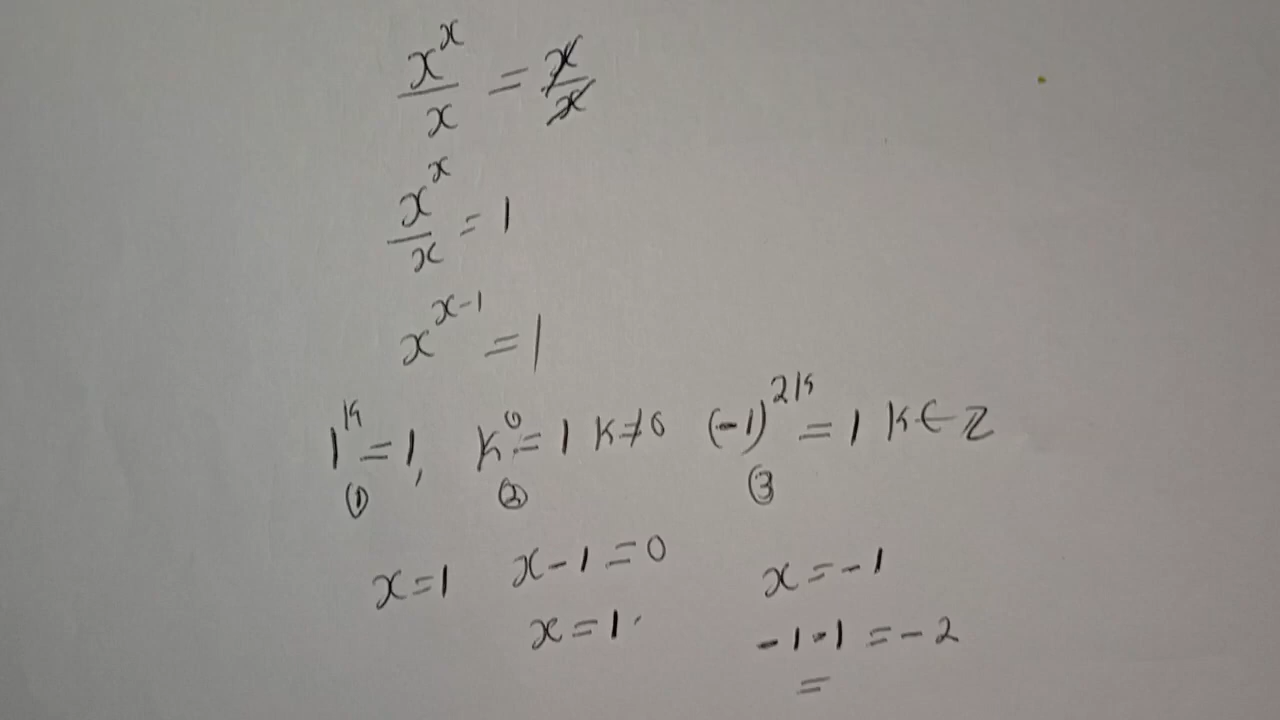 x^x/x = x/x
x^x/x = 1
x^(x-1) = 1
1^k = 1, k^0 = 1 k≠0 (-1)^(2k) = 1 k∈Z
① ② ③
x=1 x-1=0 x=-1
x=1. -1-1=-2
=